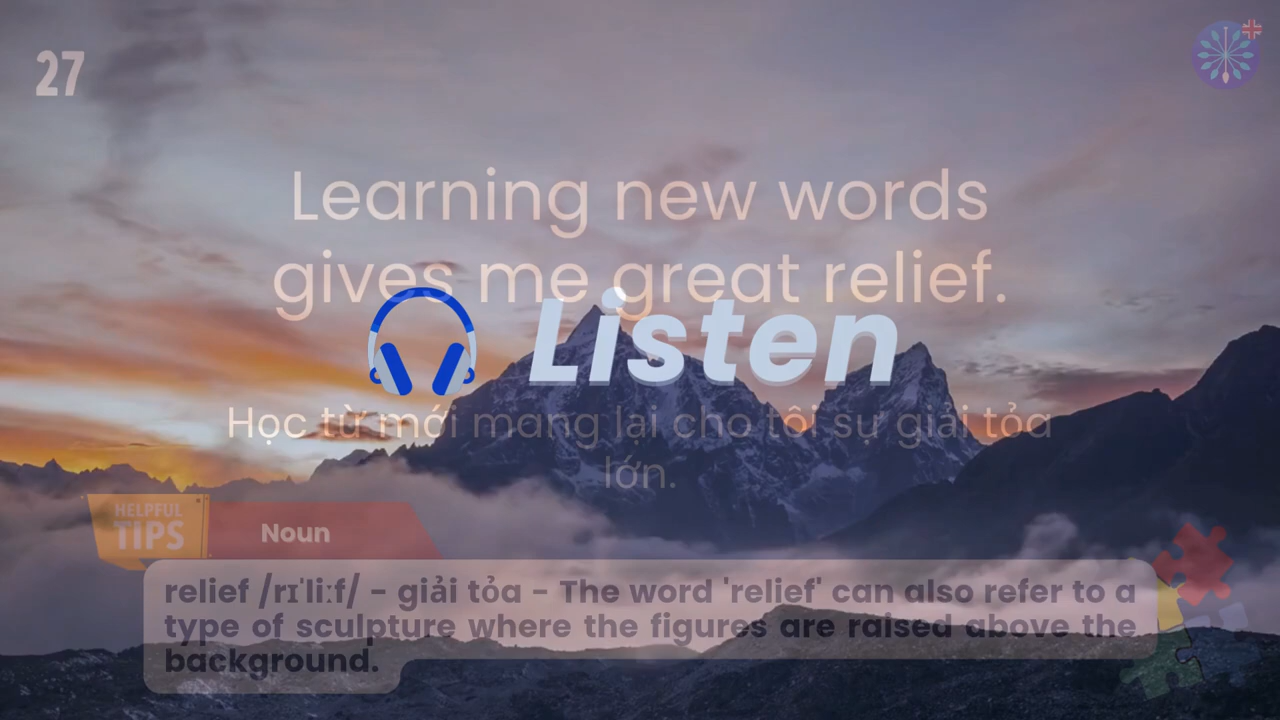 27
Learning new words
gives me great relief.
Listen
Học từ mới mang lại cho tôi sự giải tỏa
lớn.
HELPFUL
TIPS
Noun
relief /rɪˈliːf/ - giải tỏa - The word 'relief' can also refer to a
type of sculpture where the figures are raised above the
background.